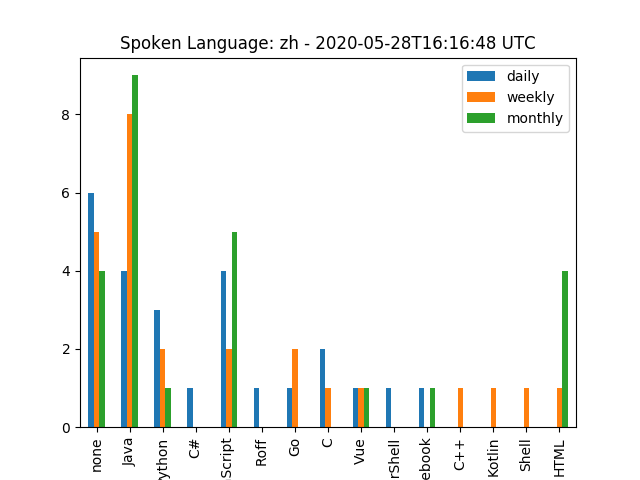 Spoken Language: zh - 2020-05-28T16:16:48 UTC
daily
weekly
monthly
8
6
4
2
0
none
Java
ython
C#
Script
Roff
Go
C
Vue
rShell
ebook
C++
Kotlin
Shell
HTML